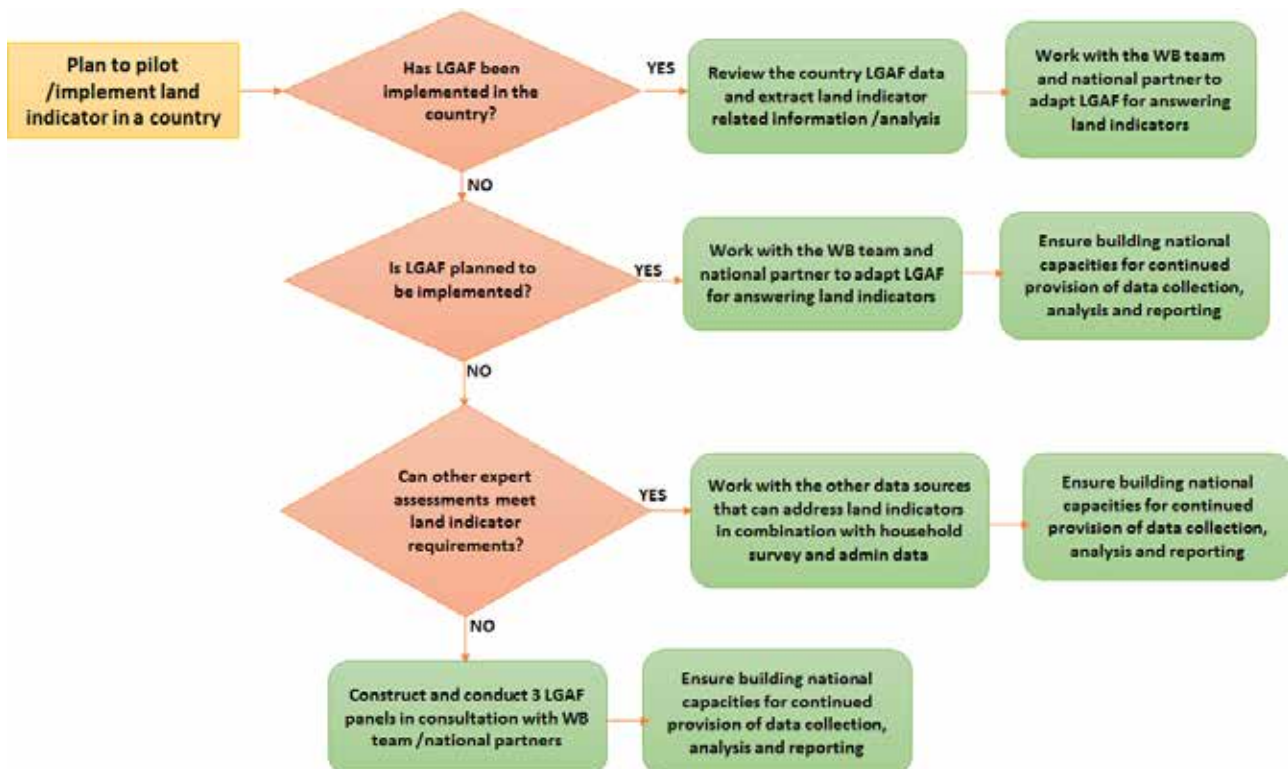 Plan to pilot
/implement land
indicator in a country
Has LGAF been
implemented in the
country?
YES
Review the country LGAF data
and extract land indicator
related information /analysis
Work with the WB team
and national partner to
adapt LGAF for answering
land indicators
NO
Is LGAF planned to
be implemented?
YES
Work with the WB team and
national partner to adapt LGAF
for answering land indicators
Ensure building national
capacities for continued
provision of data collection,
analysis and reporting
NO
Can other expert
assessments meet
land indicator
requirements?
YES
Work with the other data sources
that can address land indicators
in combination with household
survey and admin data
Ensure building national
capacities for continued
provision of data collection,
analysis and reporting
NO
Construct and conduct 3 LGAF
panels in consultation with WB
team /national partners
Ensure building national
capacities for continued
provision of data collection,
analysis and reporting